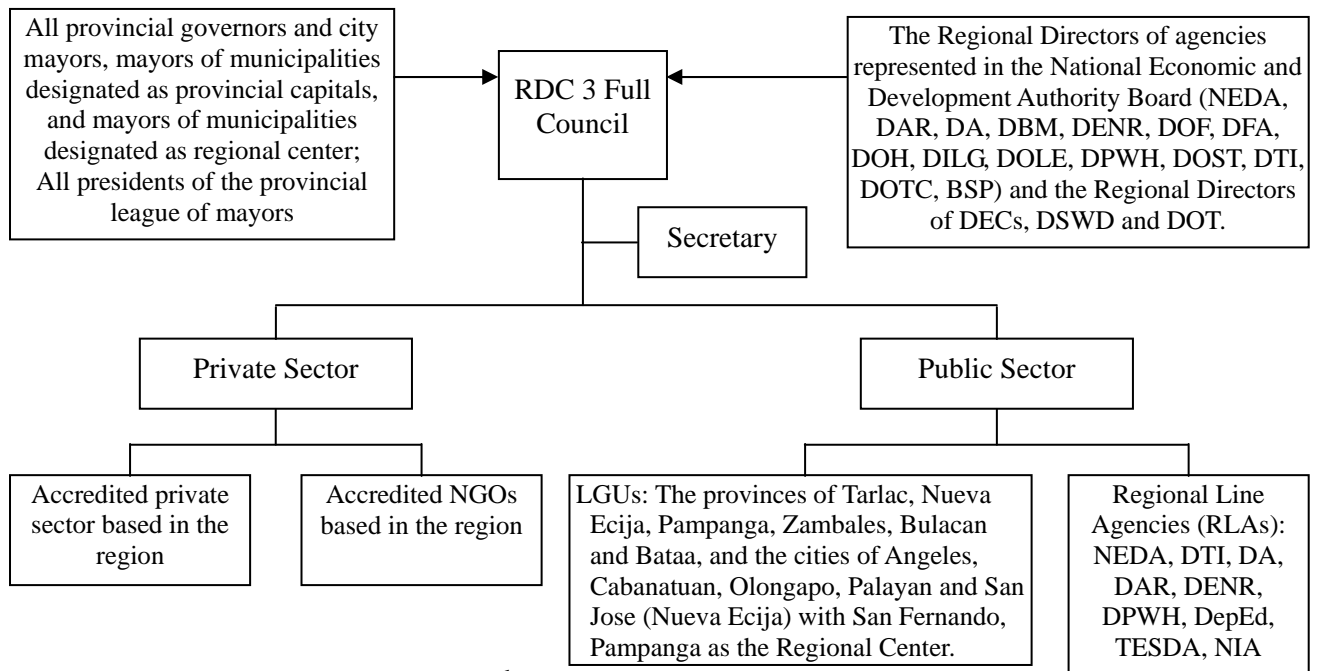 All provincial governors and city
mayors, mayors of municipalities
designated as provincial capitals,
and mayors of municipalities
designated as regional center;
All presidents of the provincial
league of mayors
RDC 3 Full
Council
The Regional Directors of agencies
represented in the National Economic and
Development Authority Board (NEDA,
DAR, DA, DBM, DENR, DOF, DFA,
DOH, DILG, DOLE, DPWH, DOST, DTI,
DOTC, BSP) and the Regional Directors
of DECs, DSWD and DOT.
Secretary
Private Sector
Public Sector
Accredited private
sector based in the
region
Accredited NGOs
based in the region
LGUs: The provinces of Tarlac, Nueva
Ecija, Pampanga, Zambales, Bulacan
and Bataa, and the cities of Angeles,
Cabanatuan, Olongapo, Palayan and San
Jose (Nueva Ecija) with San Fernando,
Pampanga as the Regional Center.
Regional Line
Agencies (RLAs):
NEDA, DTI, DA,
DAR, DENR,
DPWH, DepEd,
TESDA, NIA